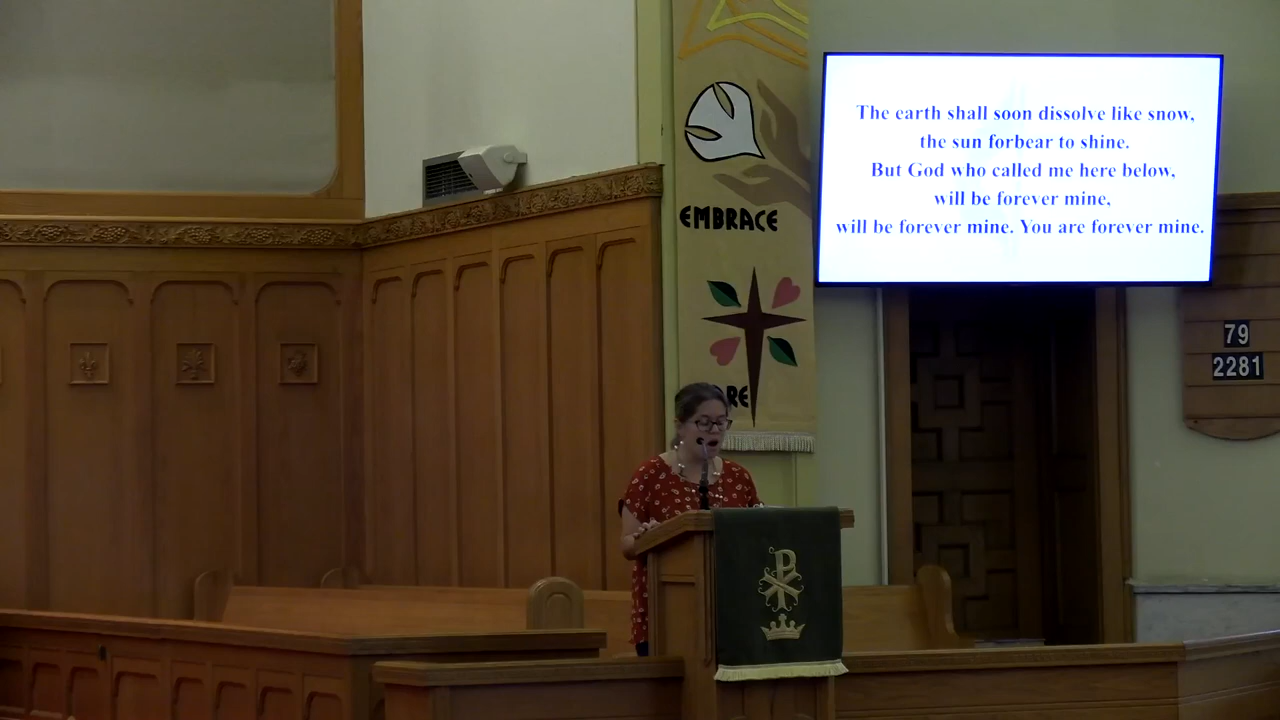 The earth shall soon dissolve like snow,
the sun forbear to shine.
But God who called me here below,
will be forever mine,
will be forever mine. You are forever mine.
EMBRACE
79
2281